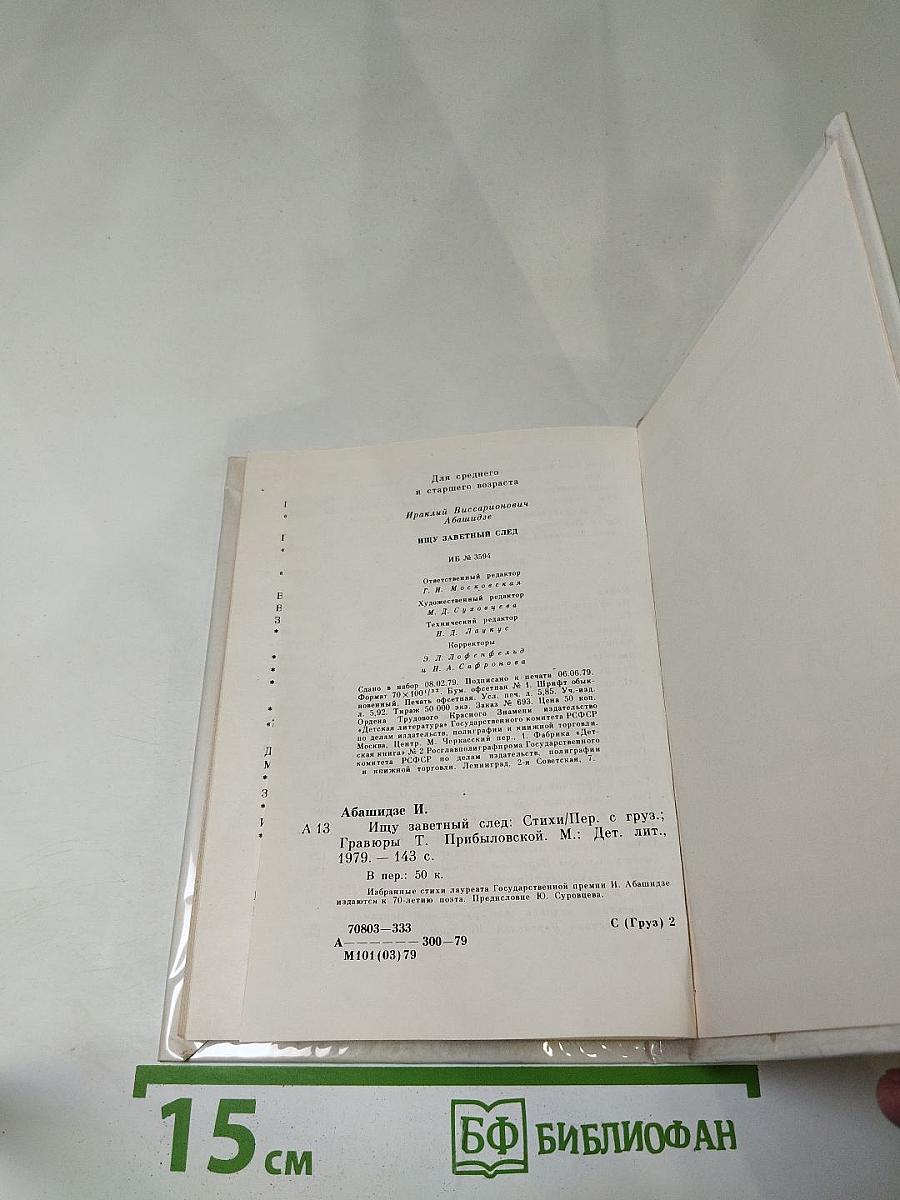 Для среднего
и старшего возраста
Ираклий Виссарионович
Абашидзе
ИЩУ ЗАВЕТНЫЙ СЛЕД
ИБ № 3594
Ответственный редактор
Г. И. Московская
Художественный редактор
М. Д. Суховцева
Технический редактор
И. Д. Лаукус
Корректоры
Э. Л. Лофенфельд
и Н. А. Сафронова
Сдано в набор 08.02.79. Подписано к печати 06.06.79.
Формат 70×100¹/₃₂. Бум. офсетная № 1. Шрифт обык-
новенный. Печать офсетная. Усл. печ. л. 5,85. Уч.-изд.
л. 5,92. Тираж 50 000 экз. Заказ № 693. Цена 50 коп.
Ордена Трудового Красного Знамени издательство
«Детская литература» Государственного комитета РСФСР
по делам издательств, полиграфии и книжной торговли.
Москва, Центр, М. Черкасский пер., 1. Фабрика «Дет-
ская книга» № 2 Росглавполиграфпрома Государственного
комитета РСФСР по делам издательств, полиграфии
и книжной торговли. Ленинград, 2-я Советская, 7.
Абашидзе И.
А 13 Ищу заветный след: Стихи/Пер. с груз.;
Гравюры Т. Прибыловской. М.: Дет. лит.,
1979. — 143 с.
В пер.: 50 к.
Избранные стихи лауреата Государственной премии И. Абашидзе
издаются к 70-летию поэта. Предисловие Ю. Суровцева.
70803—333
А—————— 300—79
М101(03)79
С (Груз) 2
15 см
БФ БИБЛИОФАН